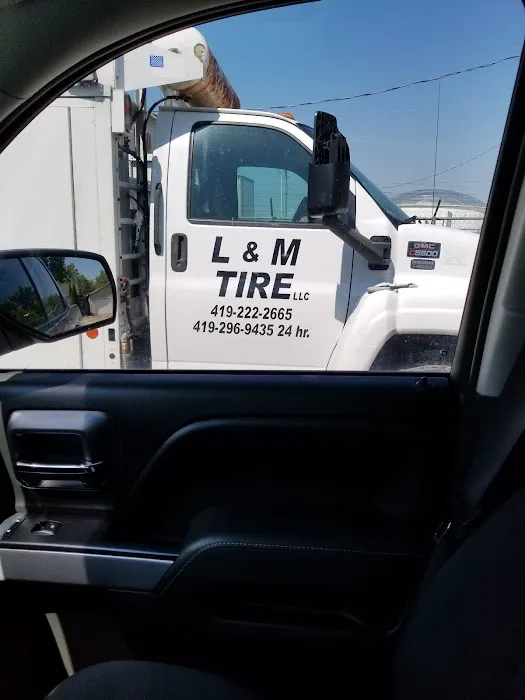 L & M
TIRE LLC
419-222-2665
419-296-9435 24 hr.
GMC
C5500